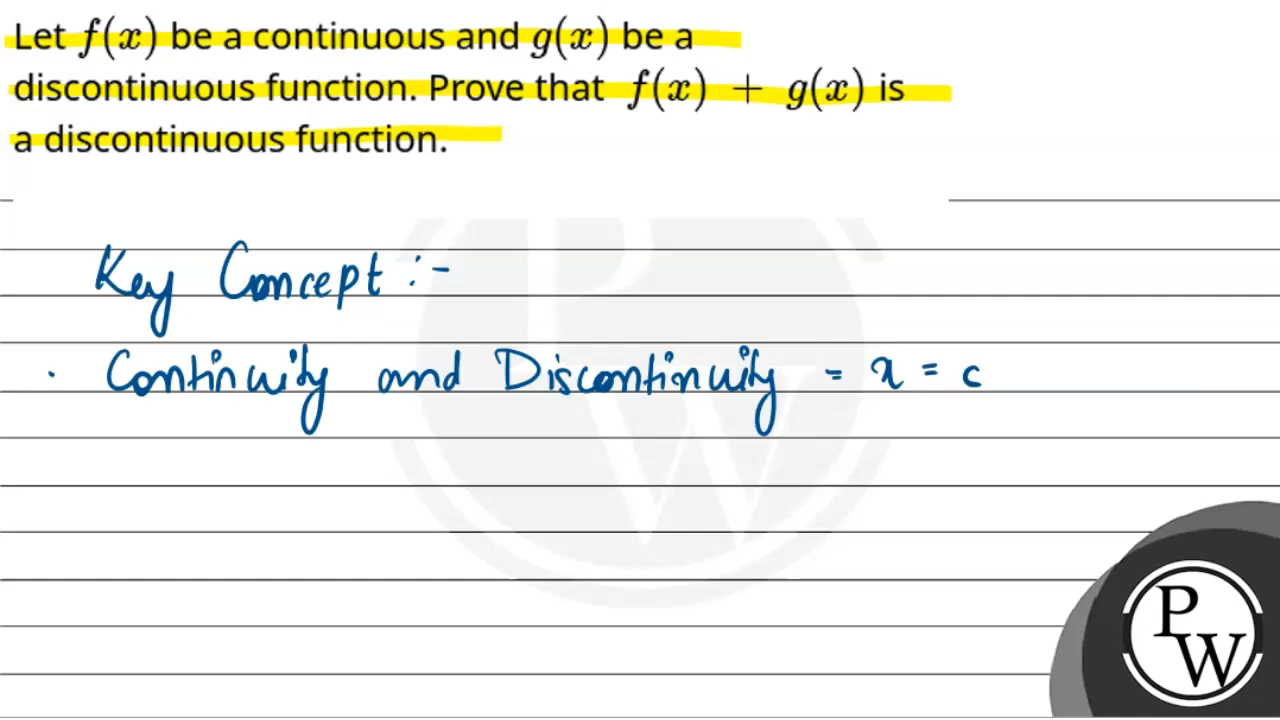 Let f(x) be a continuous and g(x) be a
discontinuous function. Prove that f(x) + g(x) is
a discontinuous function.
Key Concept :-
· Continuity and Discontinuity - x = c
PW